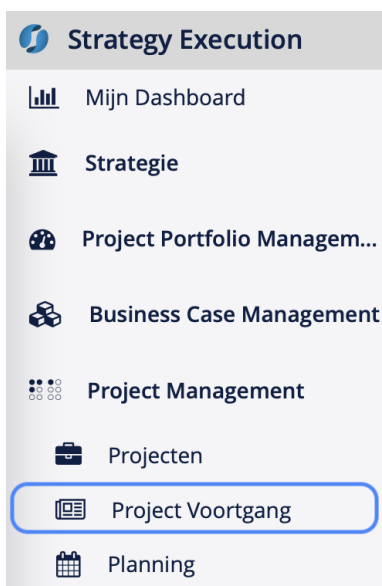 Strategy Execution
Mijn Dashboard
Strategie
Project Portfolio Managem...
Business Case Management
Project Management
Projecten
Project Voortgang
Planning